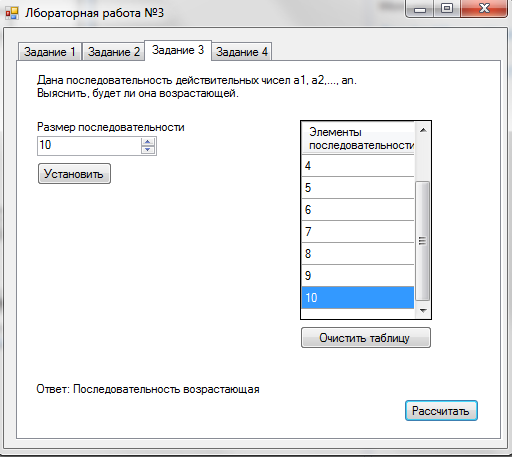 Лбораторная работа №3
Задание 1 Задание 2 Задание 3 Задание 4
Дана последовательность действительных чисел a1, a2,..., an.
Выяснить, будет ли она возрастающей.
Размер последовательности
10
Установить
Элементы
последовательности
4
5
6
7
8
9
10
Очистить таблицу
Ответ: Последовательность возрастающая
Рассчитать